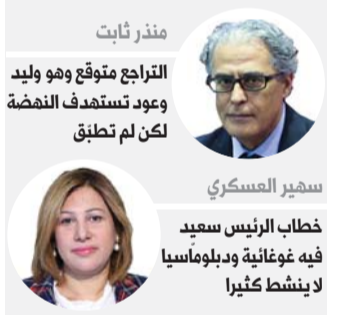 منذر ثابت
التراجع متوقع وهو وليد
وعود تستهدف النهضة
لكن لم تطبّق
سهير العسكري
خطاب الرئيس سعيد
فيه غوغائية ودبلوماسيا
لا ينشط كثيرا